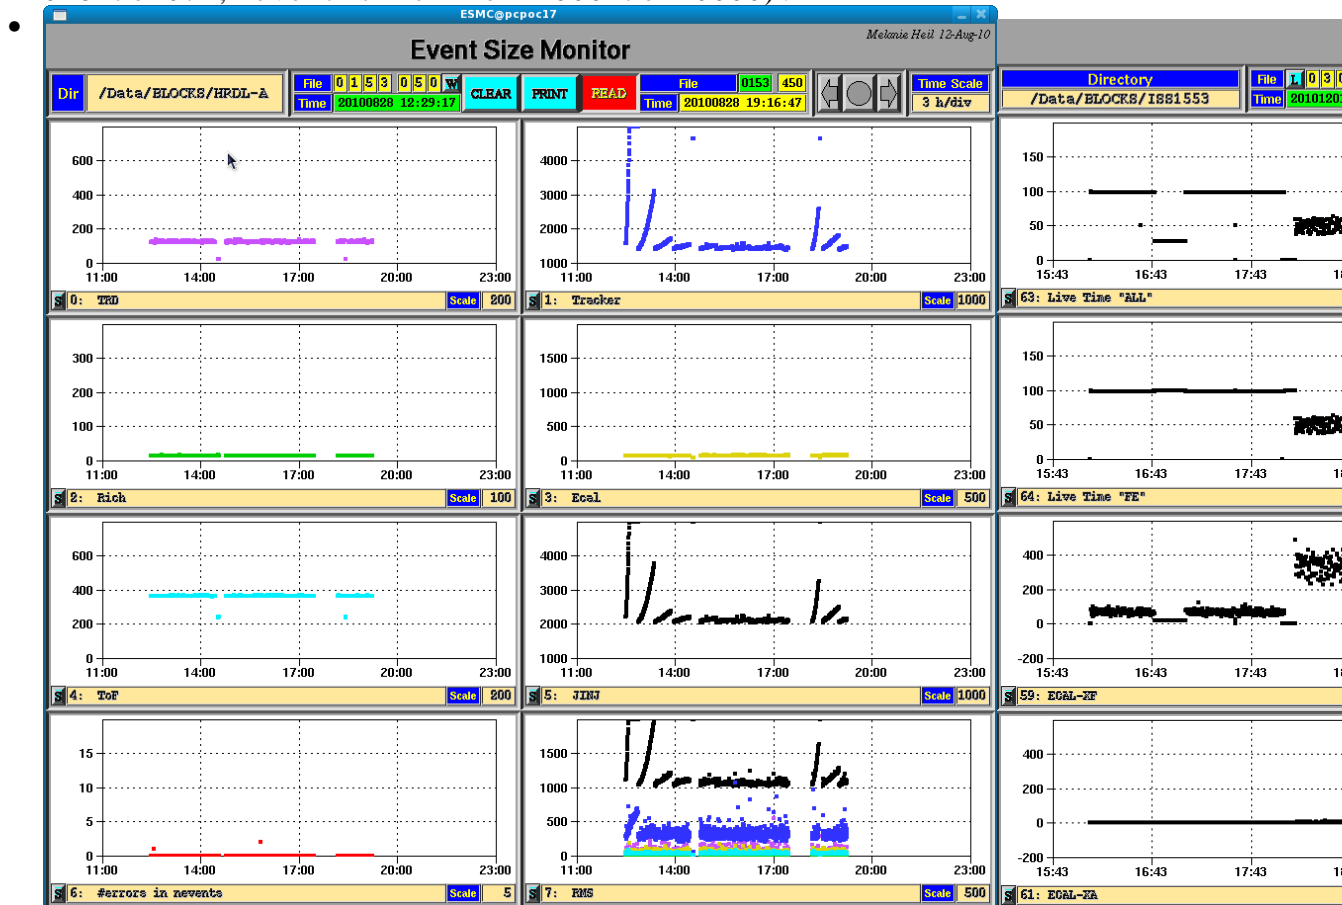 ESMC@pcpoc17
Event Size Monitor
Melanie Heil 12-Aug-10
Dir /Data/BLOCKS/HPDL-A
File 0153 050 W
Time 20100828 12:29:17
CLEAR PRINT READ
File 0153 450
Time 20100828 19:16:47
Time Scale
3 h/div
Directory
/Data/BLOCKS/ISS1553
File L 0 3 0
Time 2010120
600
400
200
0
11:00 14:00 17:00 20:00 23:00
S 0: TRD Scale 200
4000
3000
2000
1000
11:00 14:00 17:00 20:00 23:00
S 1: Tracker Scale 1000
150
100
50
0
15:43 16:43 17:43 18
S 63: Live Time "ALL"
300
200
100
0
11:00 14:00 17:00 20:00 23:00
S 2: Rich Scale 100
1500
1000
500
0
11:00 14:00 17:00 20:00 23:00
S 3: Ecal Scale 500
150
100
50
0
15:43 16:43 17:43 18
S 64: Live Time "FE"
600
400
200
0
11:00 14:00 17:00 20:00 23:00
S 4: ToF Scale 200
4000
3000
2000
1000
11:00 14:00 17:00 20:00 23:00
S 5: JINJ Scale 1000
400
200
0
-200
15:43 16:43 17:43 18
S 59: ECAL-XF
15
10
5
0
11:00 14:00 17:00 20:00 23:00
S 6: #errors in nevents Scale 5
1500
1000
500
0
11:00 14:00 17:00 20:00 23:00
S 7: RMS Scale 500
400
200
0
-200
15:43 16:43 17:43 18
S 61: ECAL-XA